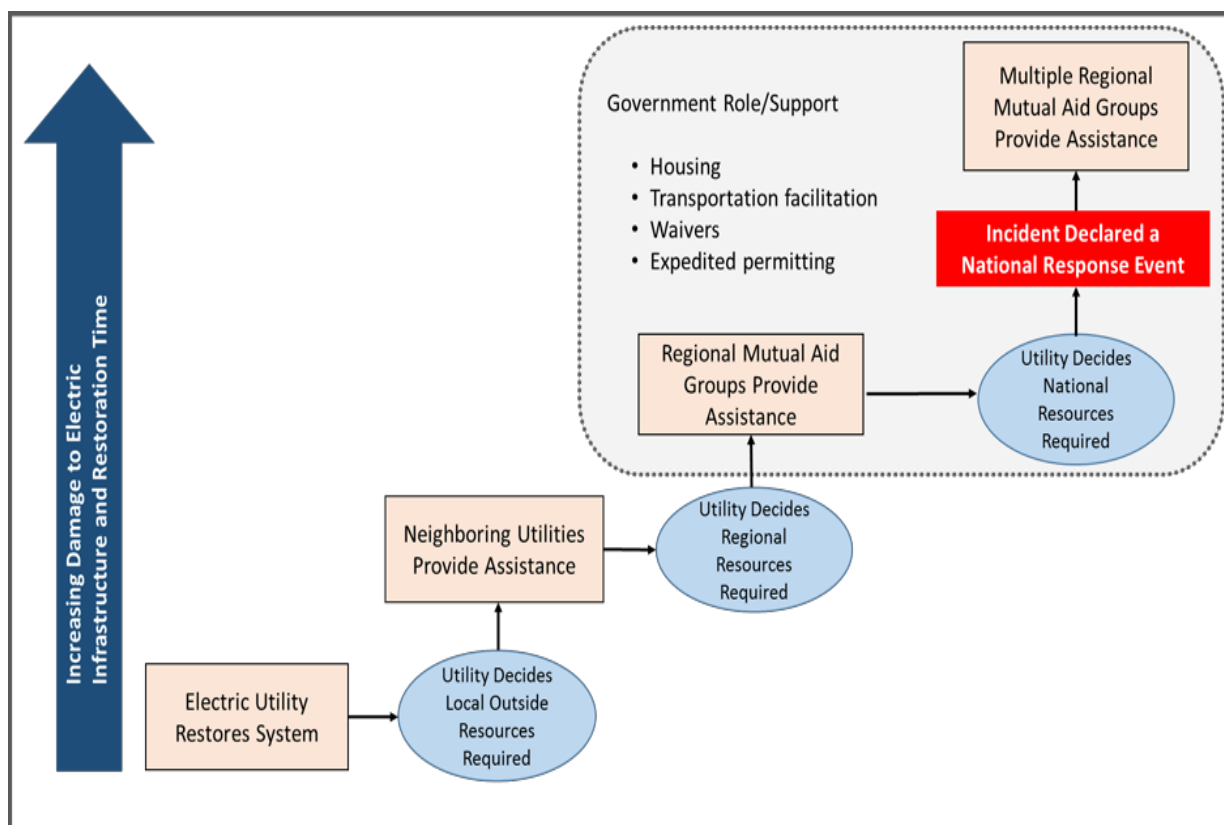 Increasing Damage to Electric
Infrastructure and Restoration Time
Government Role/Support
• Housing
• Transportation facilitation
• Waivers
• Expedited permitting
Multiple Regional
Mutual Aid Groups
Provide Assistance
Incident Declared a
National Response Event
Regional Mutual Aid
Groups Provide
Assistance
Utility Decides
National
Resources
Required
Neighboring Utilities
Provide Assistance
Utility Decides
Regional
Resources
Required
Electric Utility
Restores System
Utility Decides
Local Outside
Resources
Required